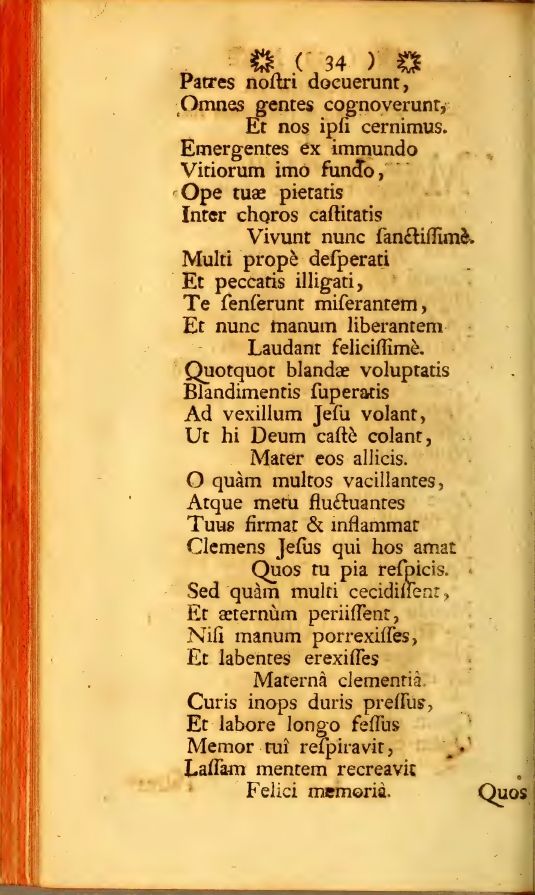 ( 34 )
Patres noſtri docuerunt,
Omnes gentes cognoverunt,
Et nos ipſi cernimus.
Emergentes ex immundo
Vitiorum imo fundo,
Ope tuæ pietatis
Inter choros caſtitatis
Vivunt nunc ſanctiſſimè.
Multi propè deſperati
Et peccatis illigati,
Te ſenſerunt miſerantem,
Et nunc manum liberantem
Laudant feliciſſimè.
Quotquot blandæ voluptatis
Blandimentis ſuperatis
Ad vexillum Jeſu volant,
Ut hi Deum caſtè colant,
Mater eos allicis.
O quàm multos vacillantes,
Atque metu fluctuantes
Tuus firmat & inflammat
Clemens Jeſus qui hos amat
Quos tu pia reſpicis.
Sed quàm multi cecidiſſent,
Et æternùm periiſſent,
Niſi manum porrexiſſes,
Et labentes erexiſſes
Maternâ clementiâ.
Curis inops duris preſſus,
Et labore longo feſſus
Memor tuî reſpiravit,
Laſſam mentem recreavit
Felici memoriâ.
Quos